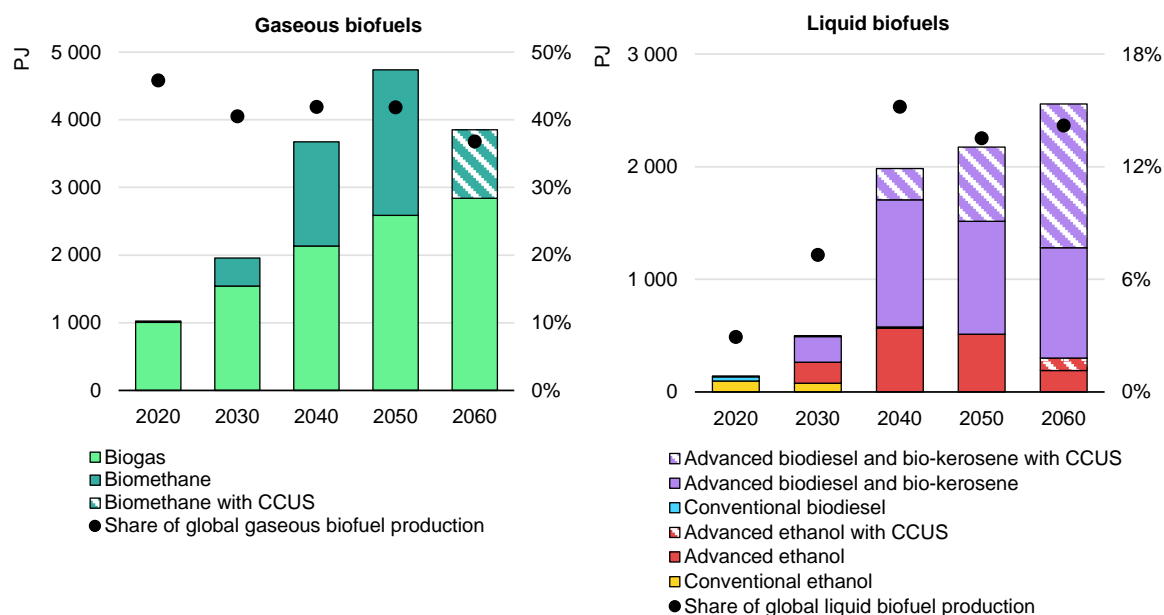 Gaseous biofuels
PJ
5 000
4 000
3 000
2 000
1 000
0
50%
40%
30%
20%
10%
0%
2020 2030 2040 2050 2060
Biogas
Biomethane
Biomethane with CCUS
Share of global gaseous biofuel production
Liquid biofuels
PJ
3 000
2 000
1 000
0
18%
12%
6%
0%
2020 2030 2040 2050 2060
Advanced biodiesel and bio-kerosene with CCUS
Advanced biodiesel and bio-kerosene
Conventional biodiesel
Advanced ethanol with CCUS
Advanced ethanol
Conventional ethanol
Share of global liquid biofuel production